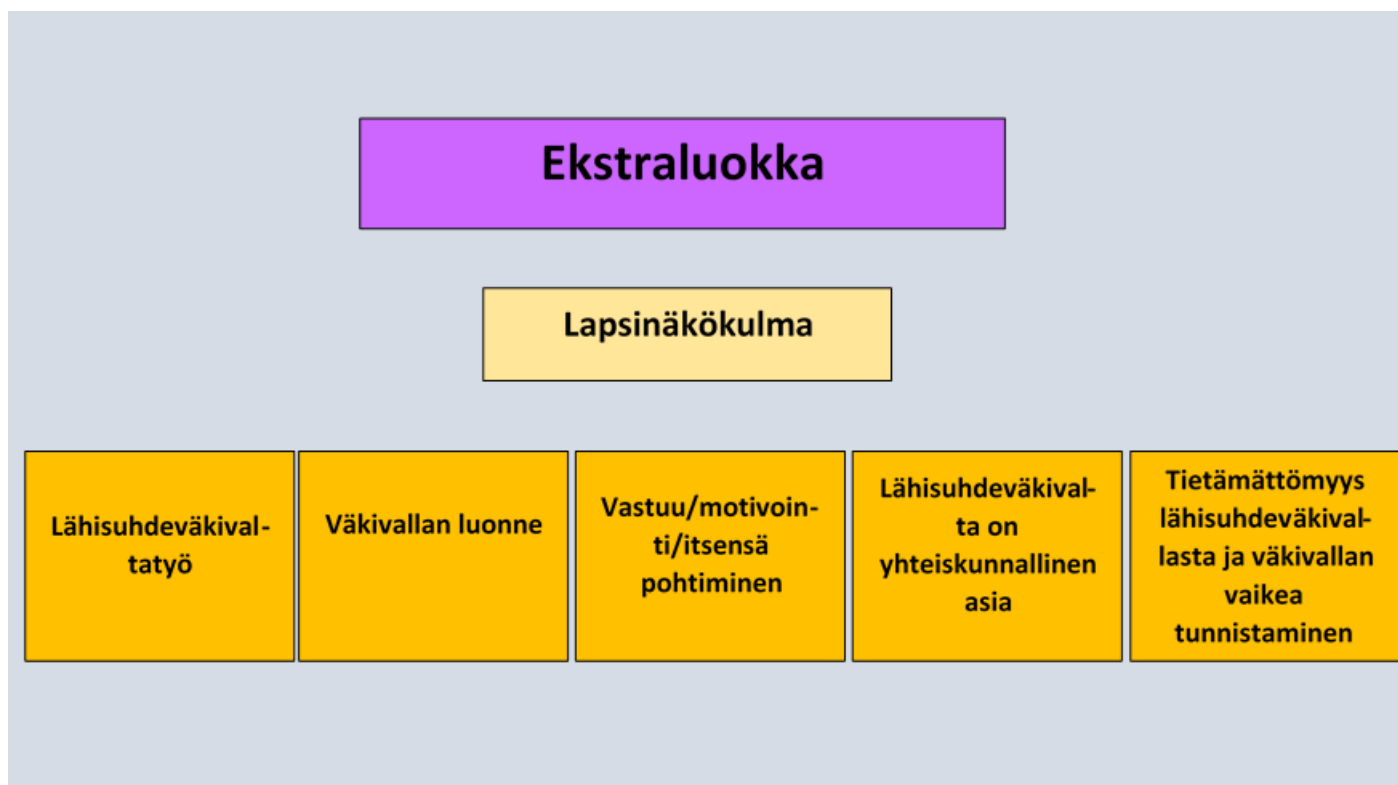 Ekstraluokka
Lapsinäkökulma
Lähisuhdeväkival-
tatyö
Väkivallan luonne
Vastuu/motivoin-
ti/itsensä
pohtiminen
Lähisuhdeväkival-
ta on
yhteiskunnallinen
asia
Tietämättömyys
lähisuhdeväkival-
lasta ja väkivallan
vaikea
tunnistaminen